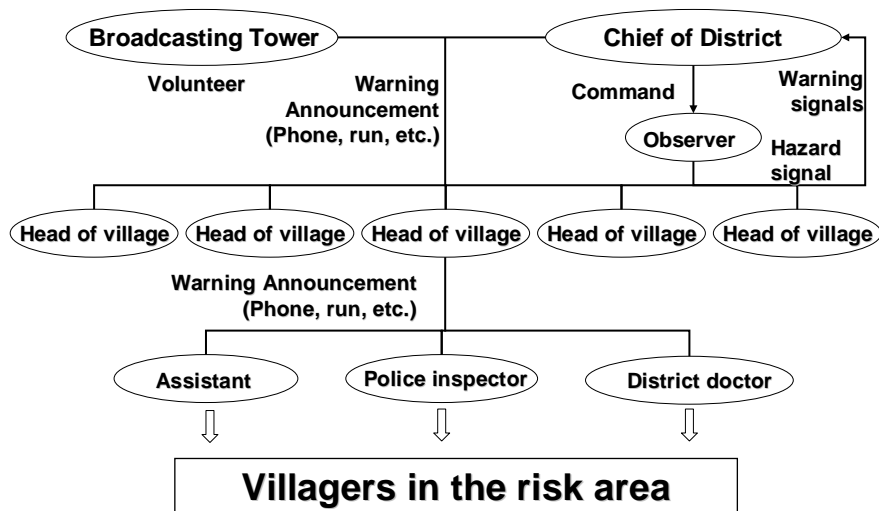 Broadcasting Tower
Chief of District
Volunteer
Warning
Announcement
(Phone, run, etc.)
Command
Warning
signals
Observer
Hazard
signal
Head of village
Head of village
Head of village
Head of village
Head of village
Warning Announcement
(Phone, run, etc.)
Assistant
Police inspector
District doctor
Villagers in the risk area